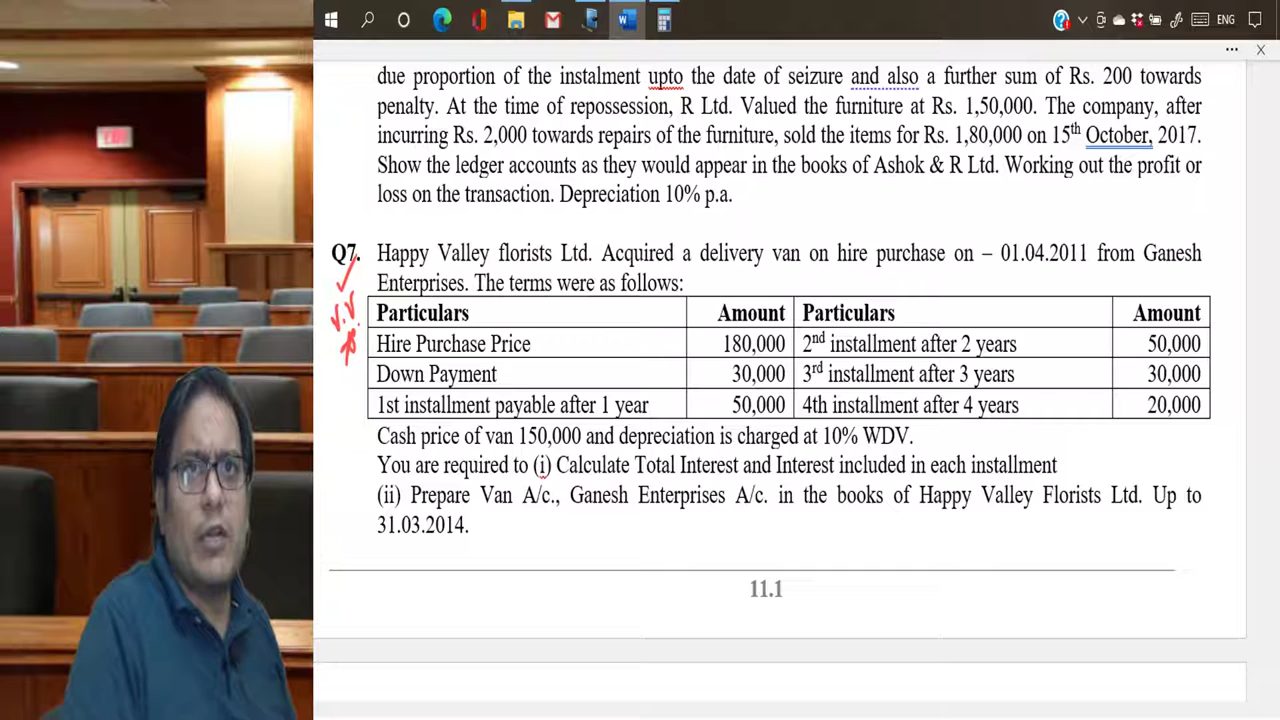 ENG
due proportion of the instalment upto the date of seizure and also a further sum of Rs. 200 towards
penalty. At the time of repossession, R Ltd. Valued the furniture at Rs. 1,50,000. The company, after
incurring Rs. 2,000 towards repairs of the furniture, sold the items for Rs. 1,80,000 on 15th October, 2017.
Show the ledger accounts as they would appear in the books of Ashok & R Ltd. Working out the profit or
loss on the transaction. Depreciation 10% p.a.
Q7. Happy Valley florists Ltd. Acquired a delivery van on hire purchase on – 01.04.2011 from Ganesh
Enterprises. The terms were as follows:
V.V
Particulars Amount Particulars Amount
Hire Purchase Price 180,000 2nd installment after 2 years 50,000
Down Payment 30,000 3rd installment after 3 years 30,000
1st installment payable after 1 year 50,000 4th installment after 4 years 20,000
Cash price of van 150,000 and depreciation is charged at 10% WDV.
You are required to (i) Calculate Total Interest and Interest included in each installment
(ii) Prepare Van A/c., Ganesh Enterprises A/c. in the books of Happy Valley Florists Ltd. Up to
31.03.2014.
11.1